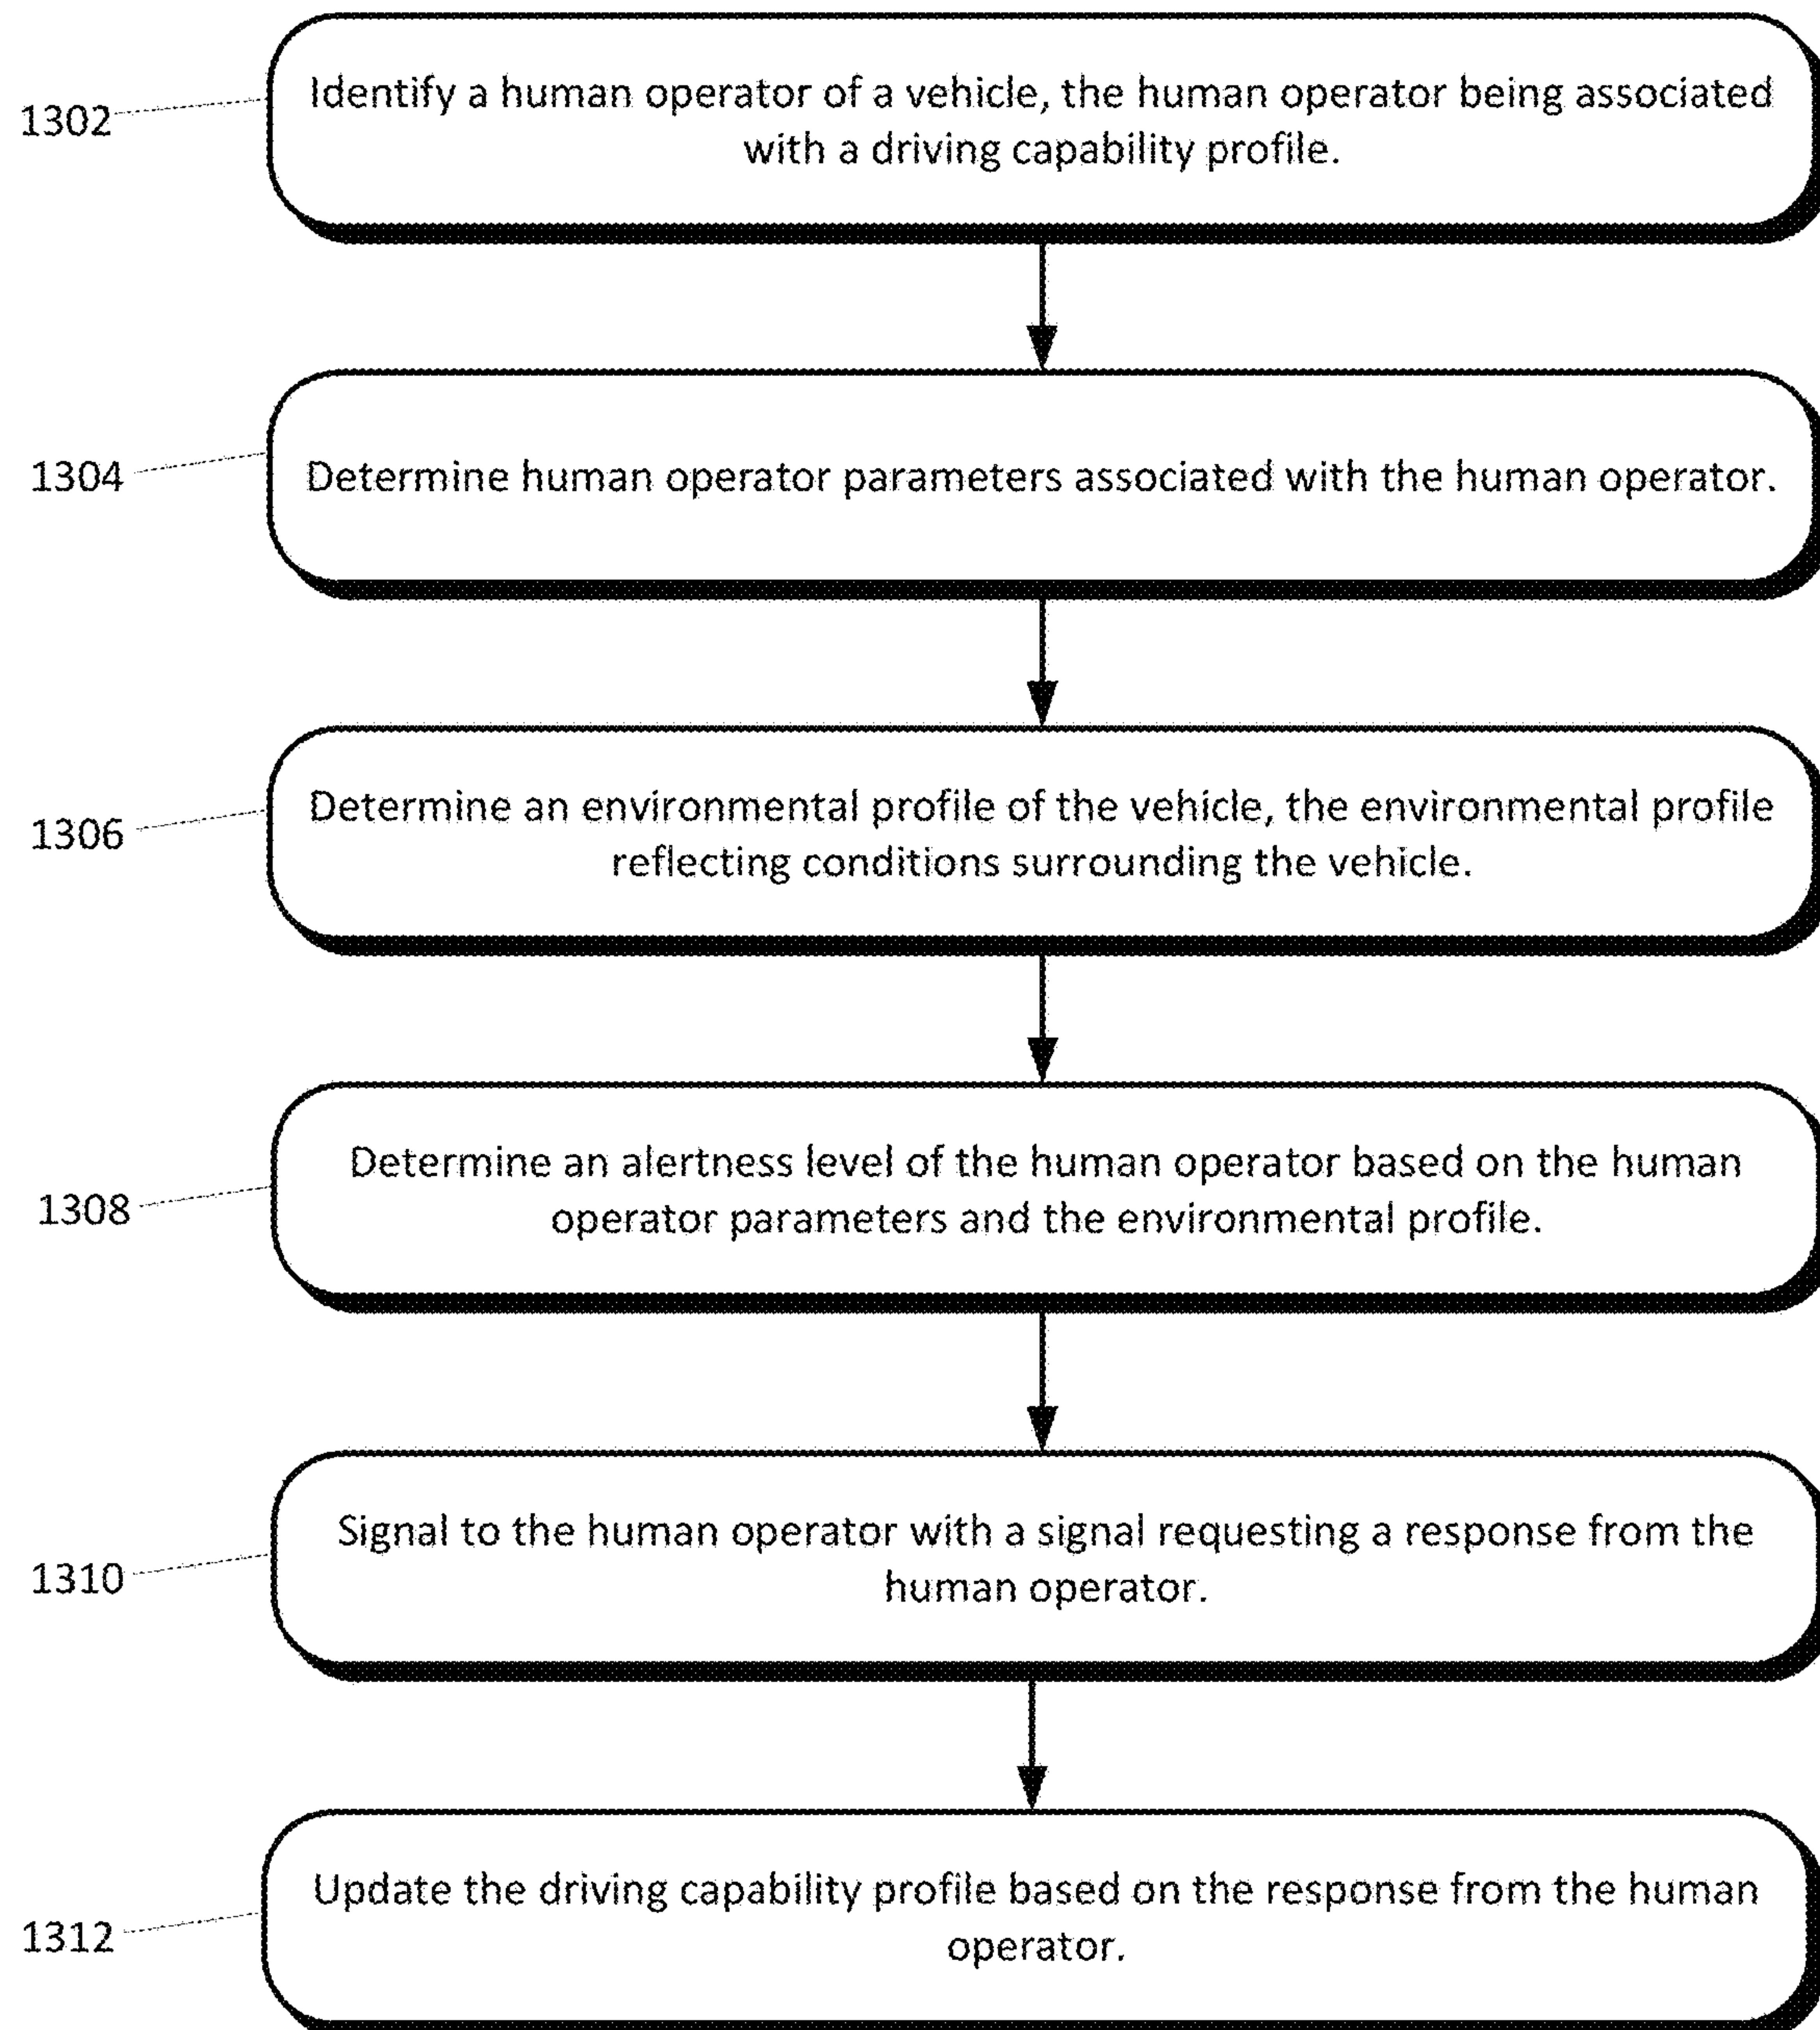 1302
Identify a human operator of a vehicle, the human operator being associated
with a driving capability profile.
1304
Determine human operator parameters associated with the human operator.
1306
Determine an environmental profile of the vehicle, the environmental profile
reflecting conditions surrounding the vehicle.
1308
Determine an alertness level of the human operator based on the human
operator parameters and the environmental profile.
1310
Signal to the human operator with a signal requesting a response from the
human operator.
1312
Update the driving capability profile based on the response from the human
operator.